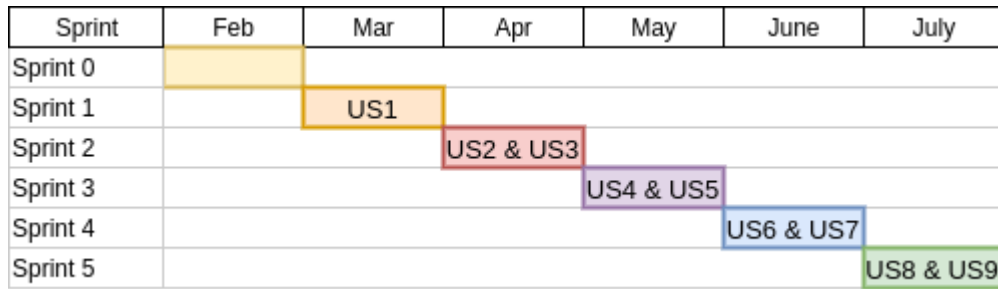 Sprint Feb Mar Apr May June July
Sprint 0
Sprint 1 US1
Sprint 2 US2 & US3
Sprint 3 US4 & US5
Sprint 4 US6 & US7
Sprint 5 US8 & US9